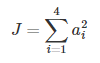 J = \sum_{i=1}^{4} a_i^2